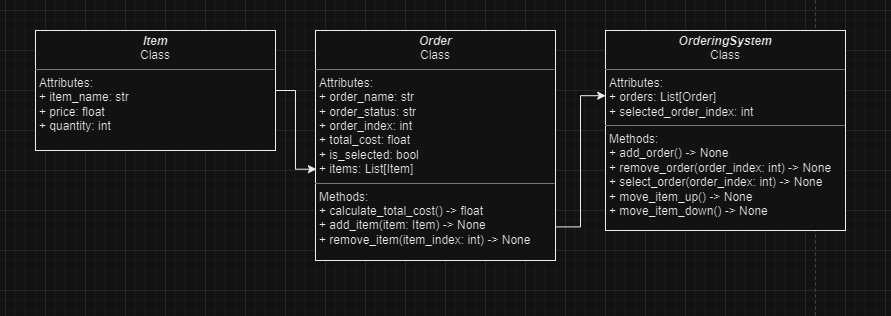 Item
Class
Attributes:
+ item_name: str
+ price: float
+ quantity: int
Order
Class
Attributes:
+ order_name: str
+ order_status: str
+ order_index: int
+ total_cost: float
+ is_selected: bool
+ items: List[Item]
Methods:
+ calculate_total_cost() -> float
+ add_item(item: Item) -> None
+ remove_item(item_index: int) -> None
OrderingSystem
Class
Attributes:
+ orders: List[Order]
+ selected_order_index: int
Methods:
+ add_order() -> None
+ remove_order(order_index: int) -> None
+ select_order(order_index: int) -> None
+ move_item_up() -> None
+ move_item_down() -> None